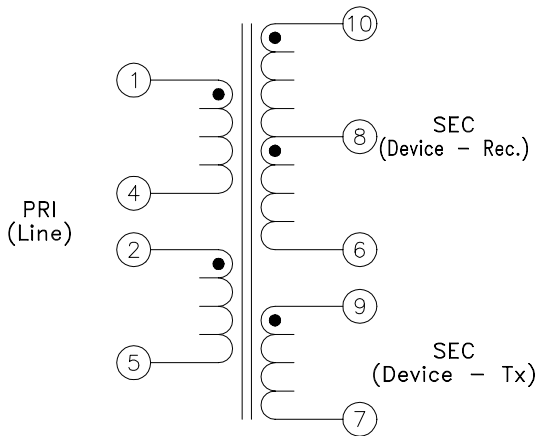 10
1
8
SEC
(Device - Rec.)
4
PRI
(Line)
2
6
9
5
SEC
(Device - Tx)
7